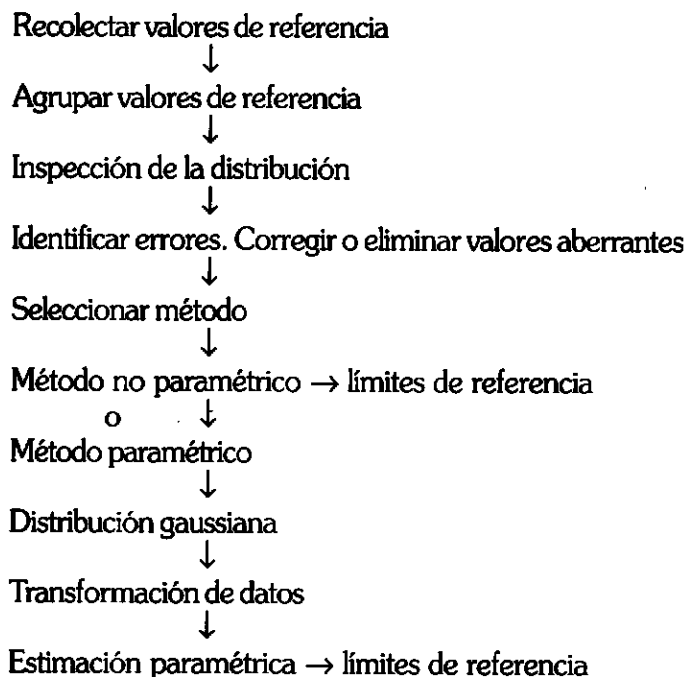 Recolectar valores de referencia
↓
Agrupar valores de referencia
↓
Inspección de la distribución
↓
Identificar errores. Corregir o eliminar valores aberrantes
↓
Seleccionar método
↓
Método no paramétrico → límites de referencia
o ↓
Método paramétrico
↓
Distribución gaussiana
↓
Transformación de datos
↓
Estimación paramétrica → límites de referencia